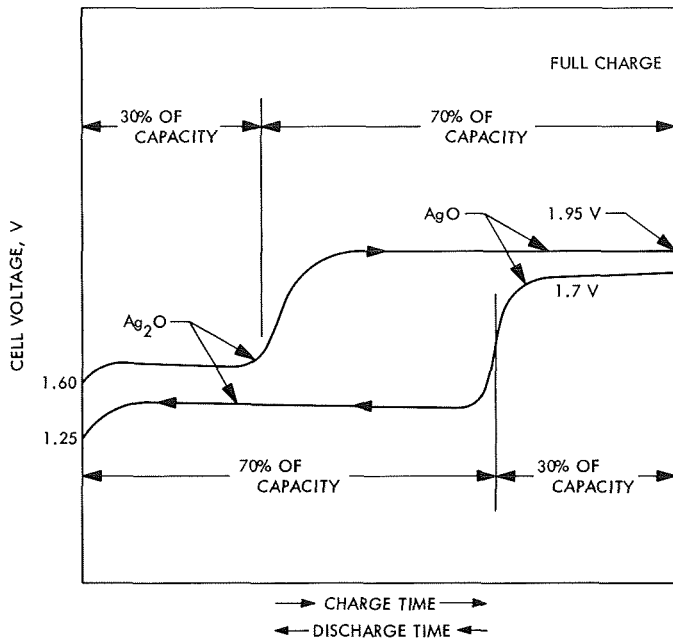 FULL CHARGE
30% OF
CAPACITY
70% OF
CAPACITY
AgO
1.95 V
1.7 V
Ag₂O
CELL VOLTAGE, V
1.60
1.25
70% OF
CAPACITY
30% OF
CAPACITY
CHARGE TIME
DISCHARGE TIME